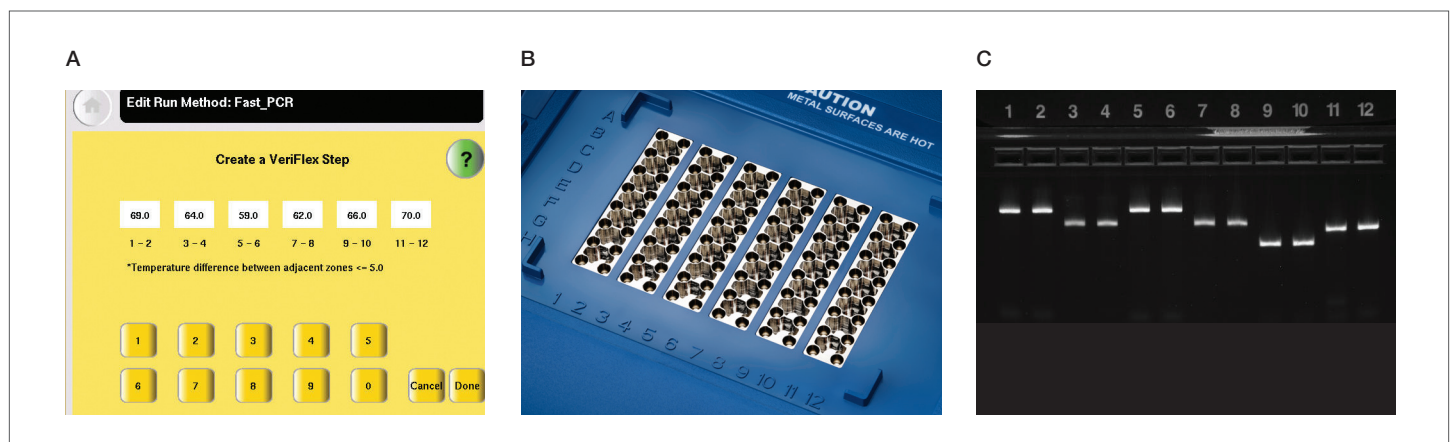 A
Edit Run Method: Fast_PCR
Create a VeriFlex Step
?
69.0 64.0 59.0 62.0 66.0 70.0
1 – 2 3 – 4 5 – 6 7 – 8 9 – 10 11 – 12
*Temperature difference between adjacent zones <= 5.0
1 2 3 4 5
6 7 8 9 0 Cancel Done
B
CAUTION
METAL SURFACES ARE HOT
A
B
C
D
E
F
G
H
1 2 3 4 5 6 7 8 9 10 11 12
C
1 2 3 4 5 6 7 8 9 10 11 12